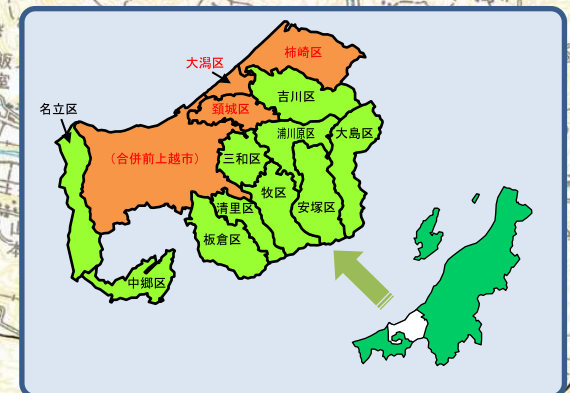 柿崎区
大潟区
吉川区
頸城区
名立区
浦川原区
大島区
（合併前上越市）
三和区
牧区
清里区
安塚区
板倉区
中郷区